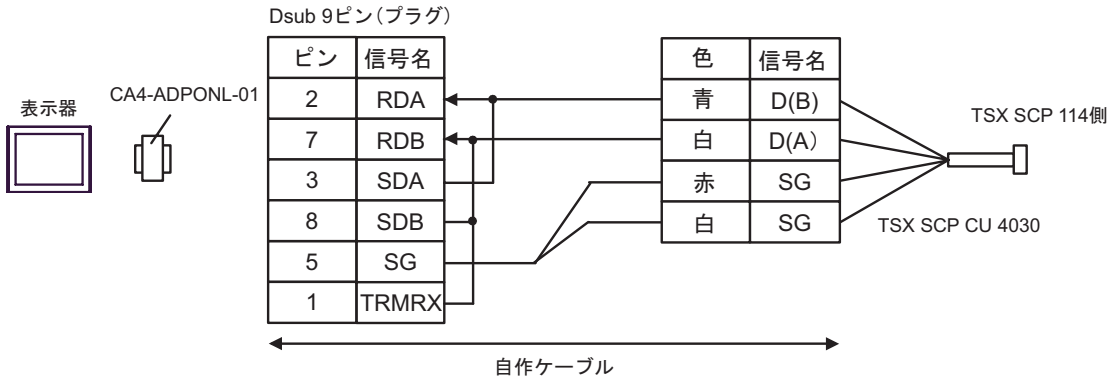 Dsub 9ピン（プラグ）
表示器
CA4-ADPONL-01
ピン 信号名
2 RDA
7 RDB
3 SDA
8 SDB
5 SG
1 TRMRX
色 信号名
青 D(B)
白 D(A）
赤 SG
白 SG
TSX SCP 114側
TSX SCP CU 4030
自作ケーブル